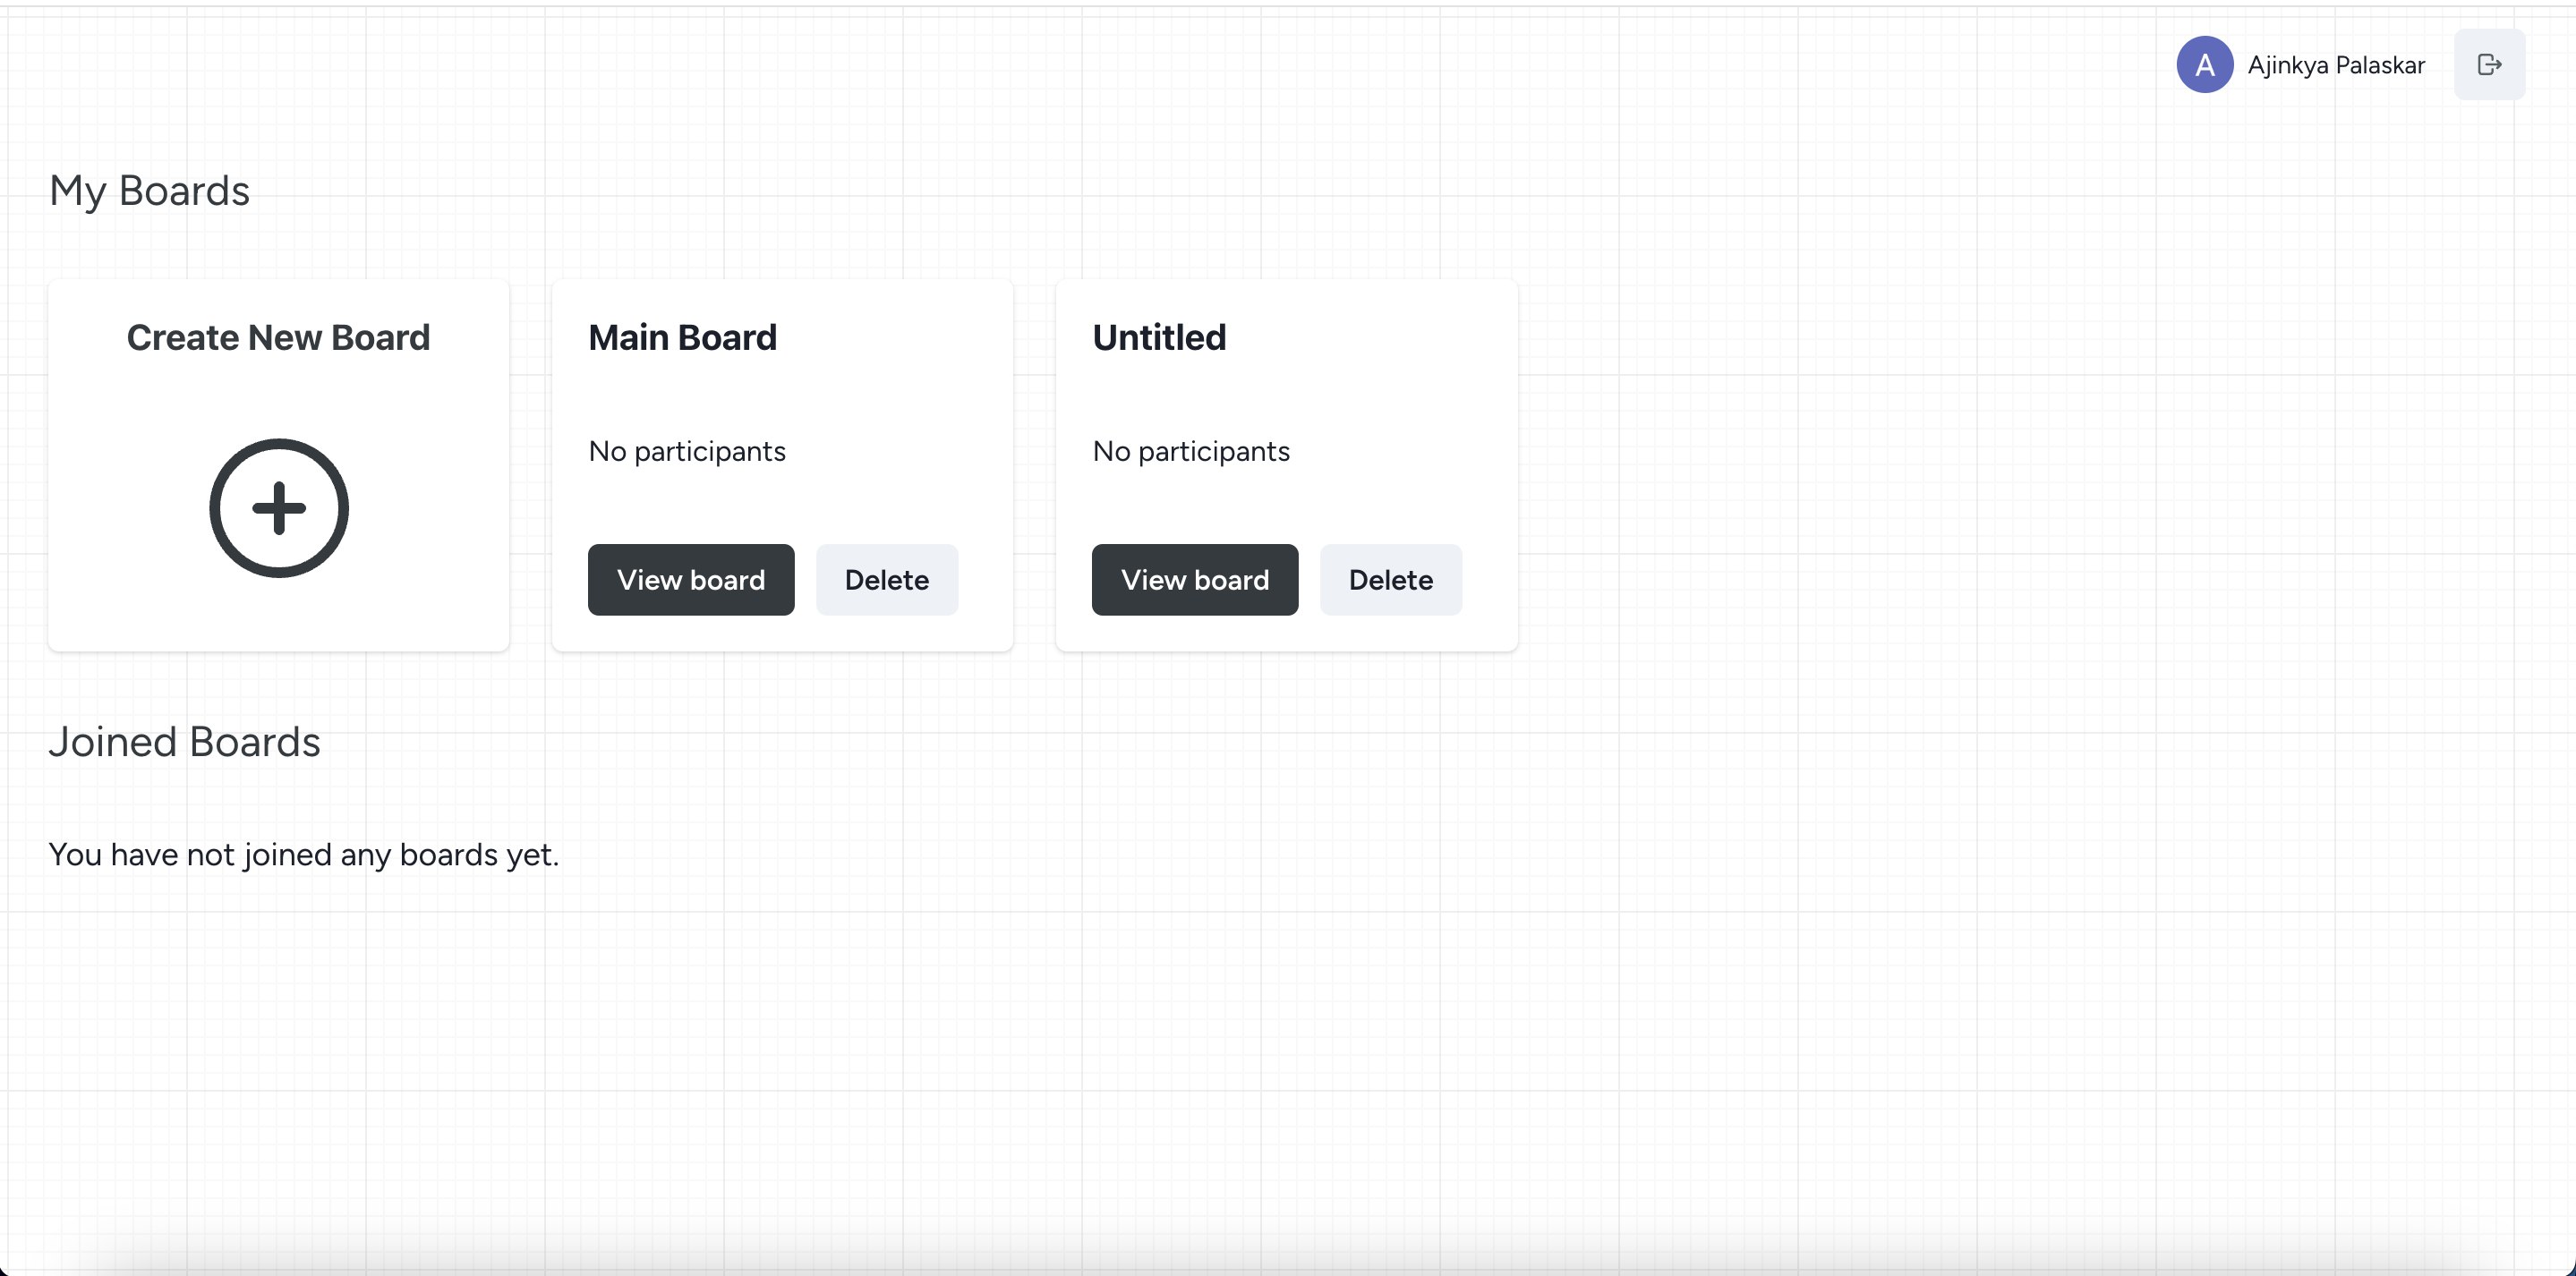 A Ajinkya Palaskar
My Boards
Create New Board
Main Board
No participants
View board Delete
Untitled
No participants
View board Delete
Joined Boards
You have not joined any boards yet.